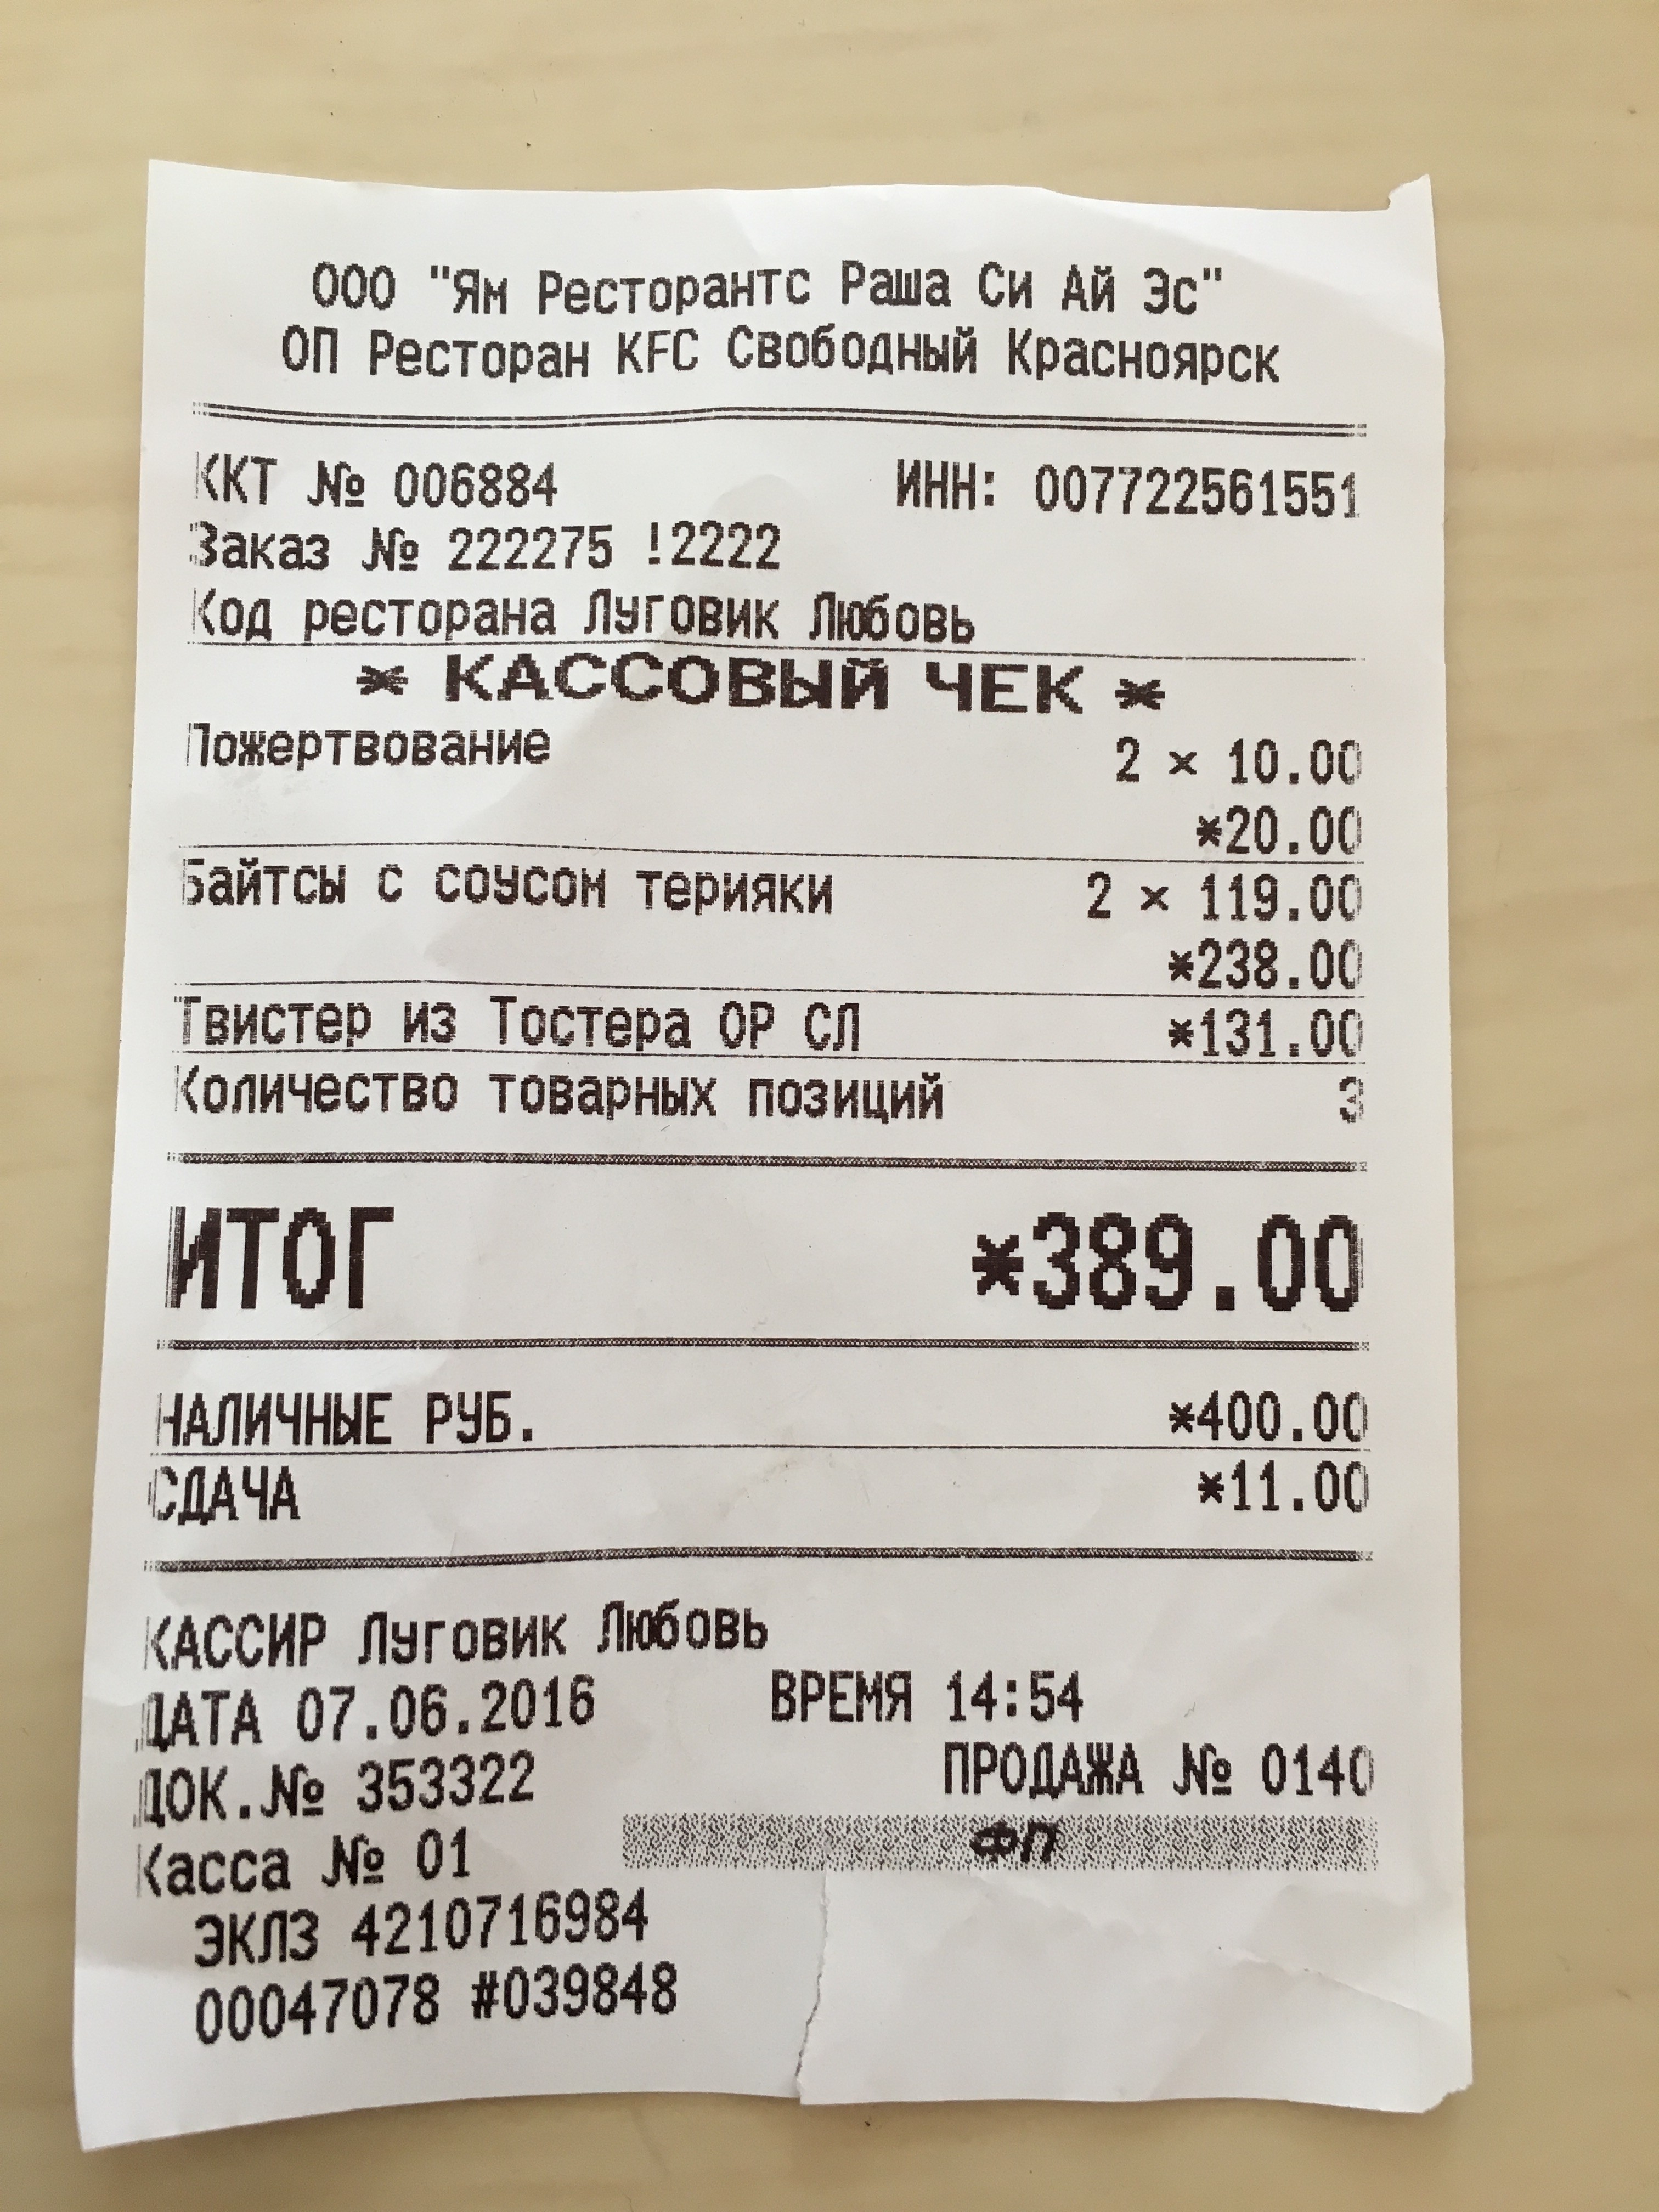 ООО "Ям Ресторантс Раша Си Ай Эс"
ОП Ресторан KFC Свободный Красноярск
ККТ № 006884 ИНН: 007722561551
Заказ № 222275 !2222
Код ресторана Луговик Любовь
* КАССОВЫЙ ЧЕК *
Пожертвование 2 × 10.00
*20.00
Байтсы с соусом терияки 2 × 119.00
*238.00
Твистер из Тостера ОР СЛ *131.00
Количество товарных позиций 3
ИТОГ *389.00
НАЛИЧНЫЕ РУБ. *400.00
СДАЧА *11.00
КАССИР Луговик Любовь
ДАТА 07.06.2016 ВРЕМЯ 14:54
ДОК.№ 353322 ПРОДАЖА № 0140
Касса № 01 ФП
ЭКЛЗ 4210716984
00047078 #039848